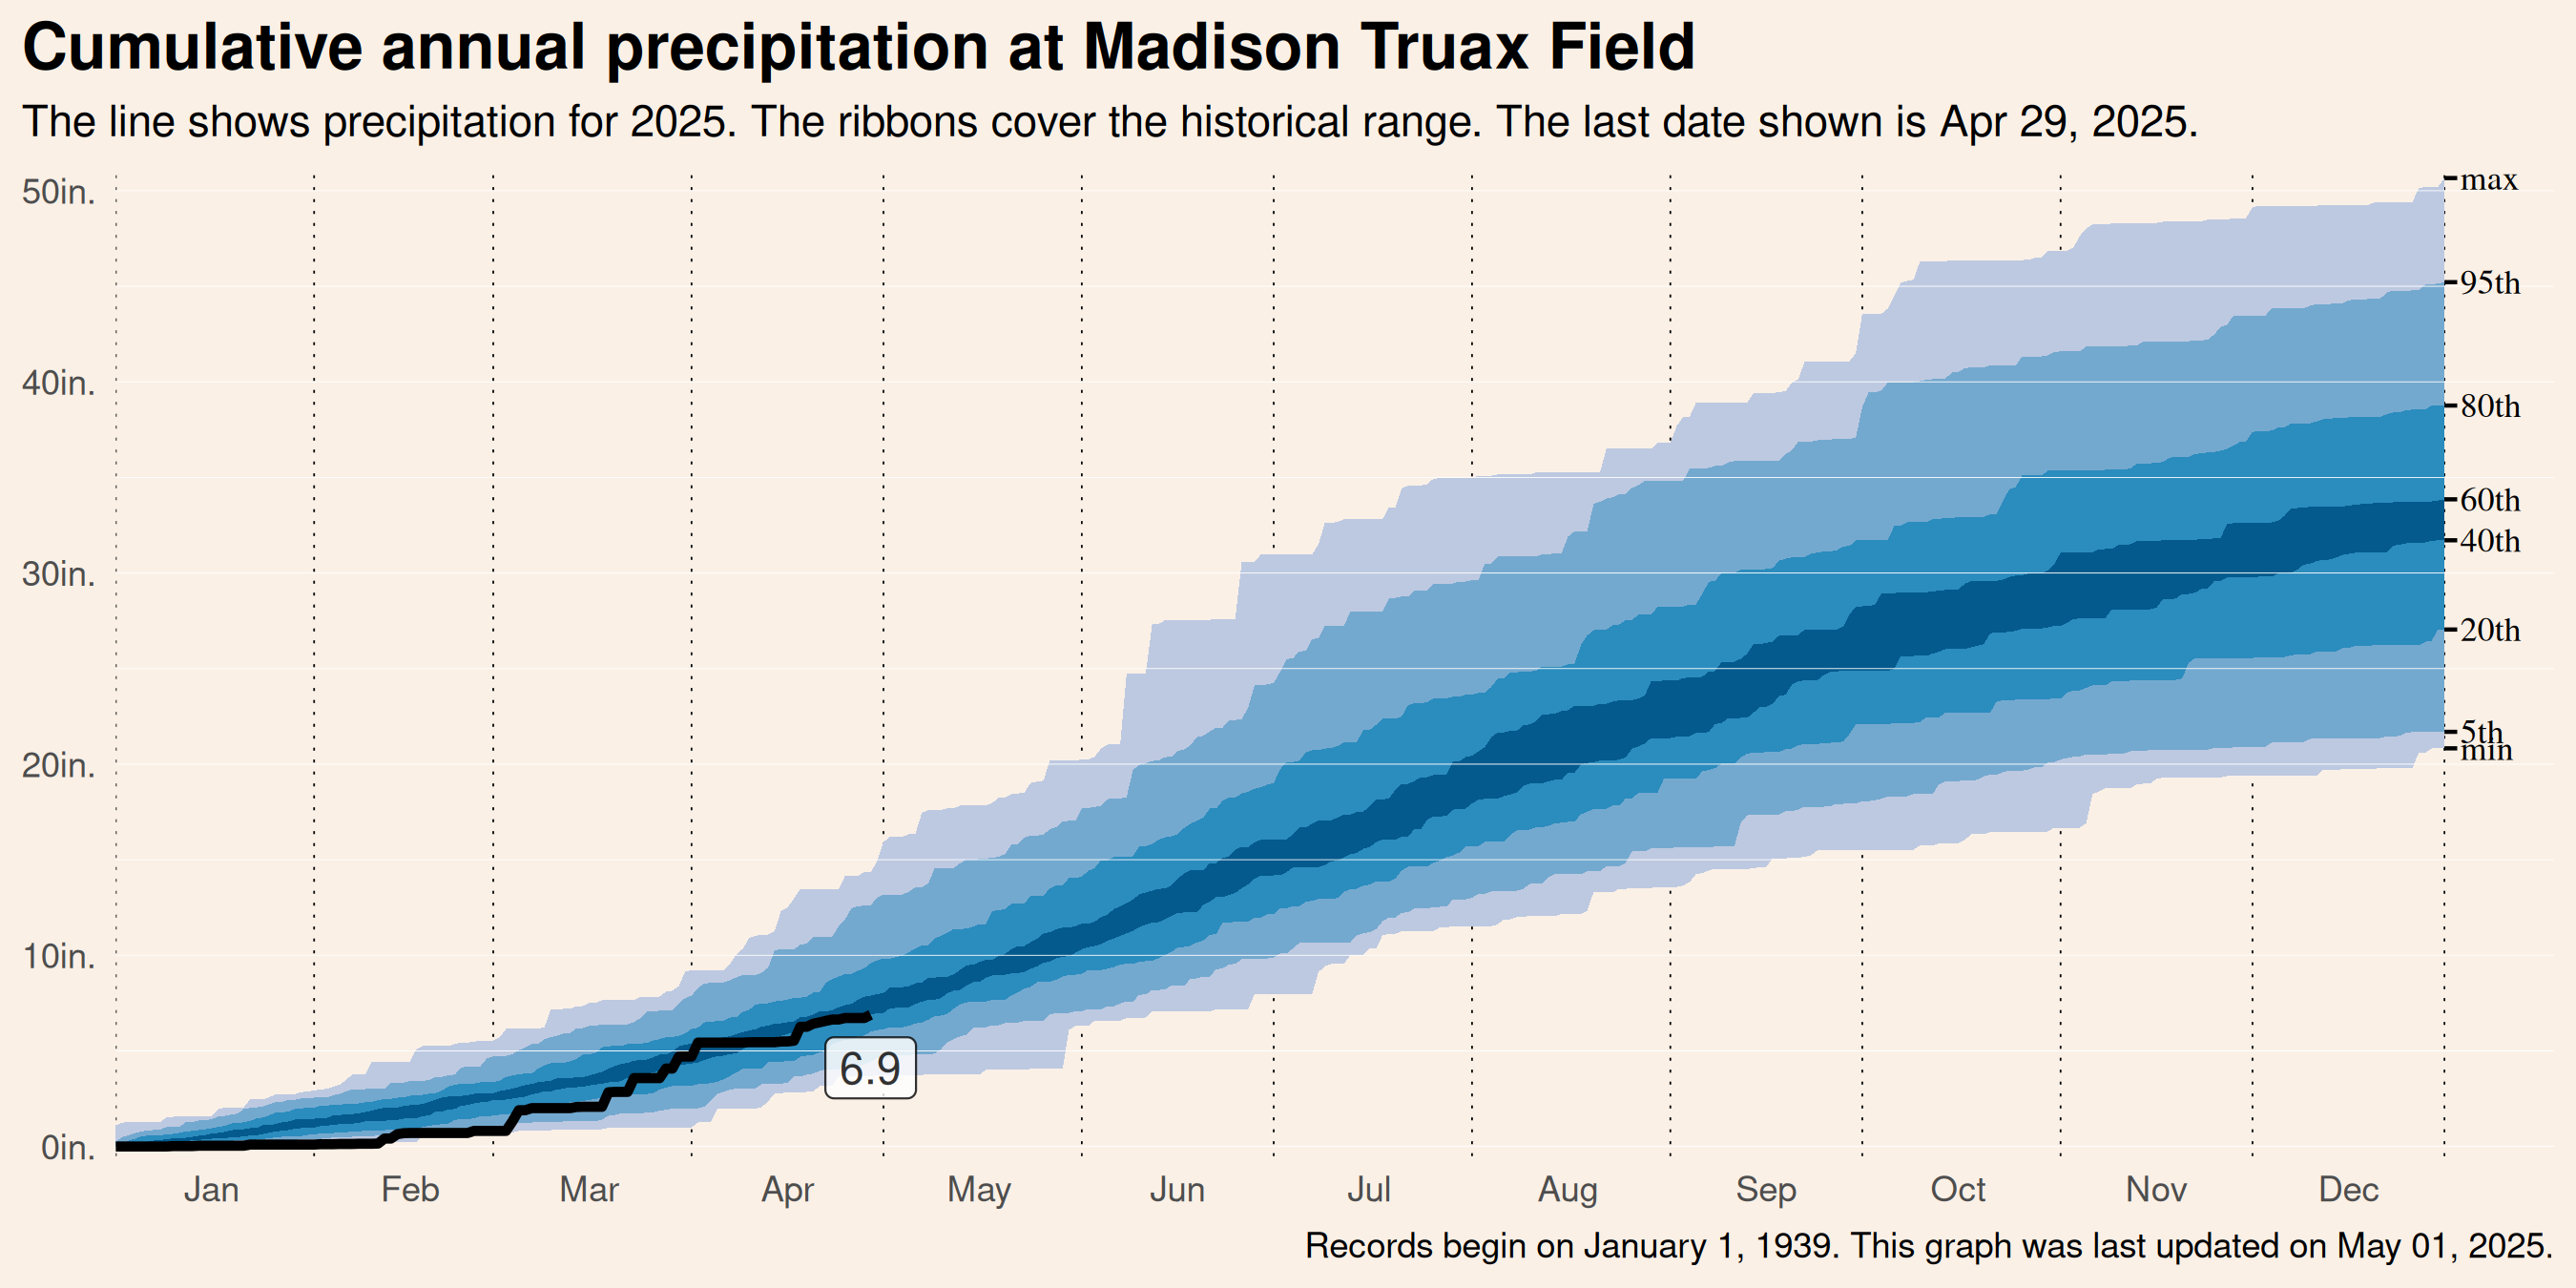 Cumulative annual precipitation at Madison Truax Field
The line shows precipitation for 2025. The ribbons cover the historical range. The last date shown is Apr 29, 2025.
50in.
40in.
30in.
20in.
10in.
0in.
max
95th
80th
60th
40th
20th
5th
min
6.9
Jan Feb Mar Apr May Jun Jul Aug Sep Oct Nov Dec
Records begin on January 1, 1939. This graph was last updated on May 01, 2025.